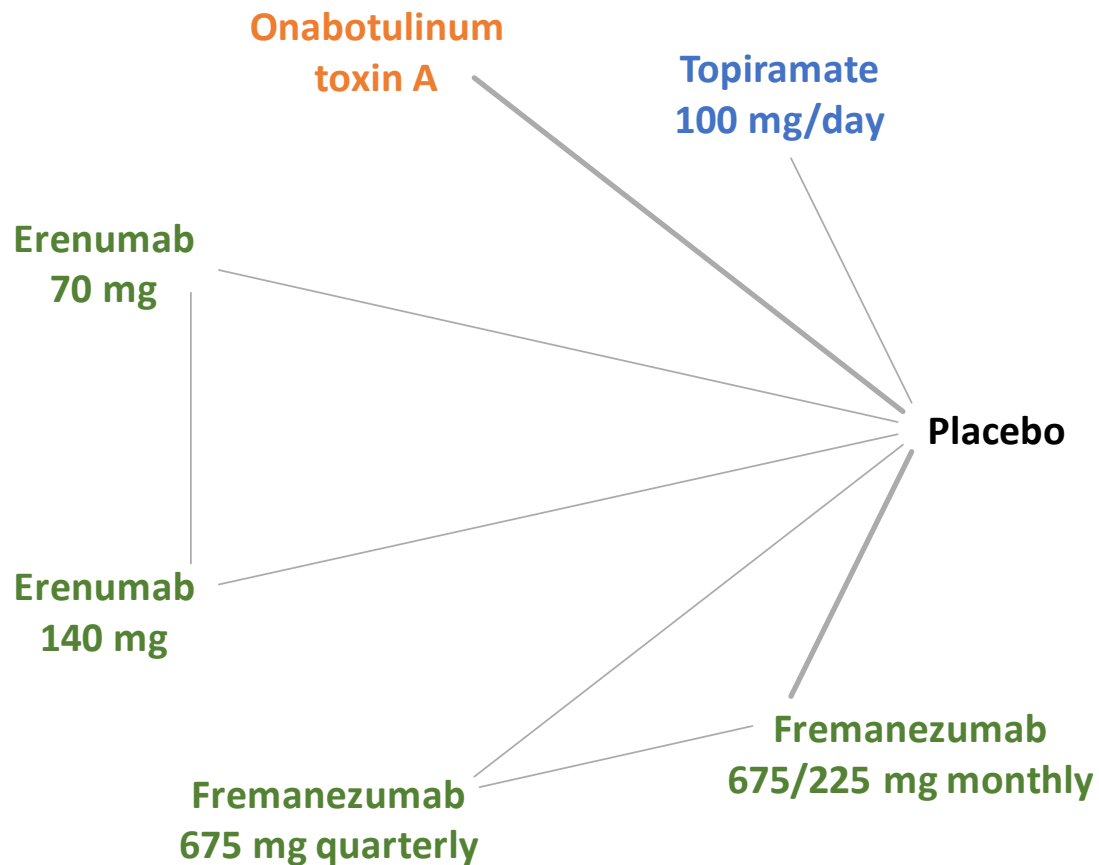 Onabotulinum
toxin A
Topiramate
100 mg/day
Erenumab
70 mg
Placebo
Erenumab
140 mg
Fremanezumab
675/225 mg monthly
Fremanezumab
675 mg quarterly